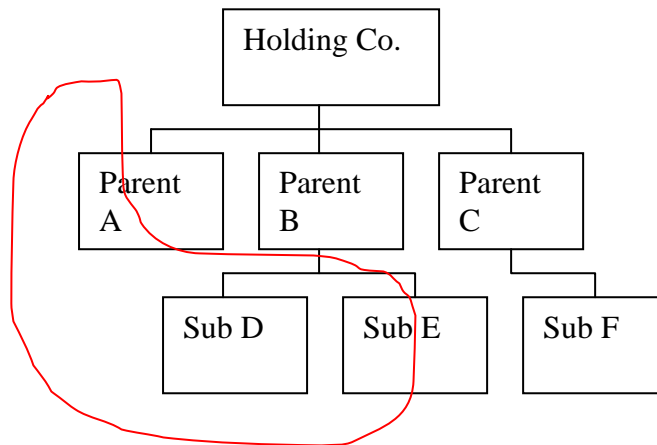 Holding Co.
Parent
A
Parent
B
Parent
C
Sub D
Sub E
Sub F